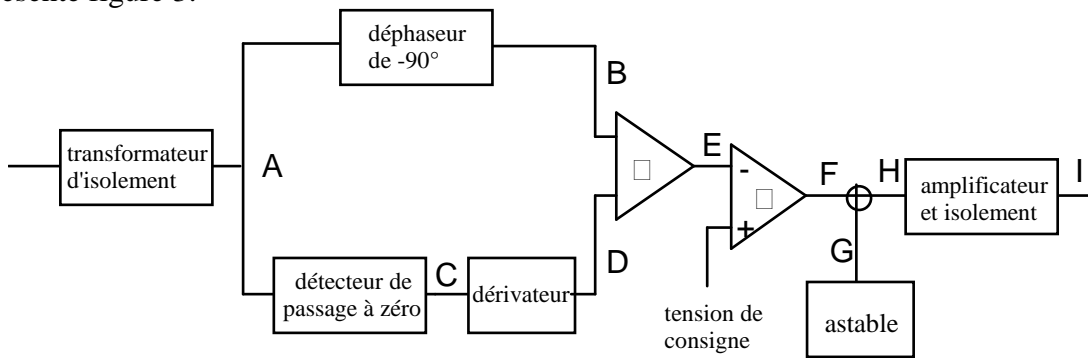 déphaseur
de -90°
B
transformateur
d'isolement
A
E
-
F
H
amplificateur
et isolement
I
+
D
G
détecteur de
passage à zéro
C
dérivateur
tension de
consigne
astable